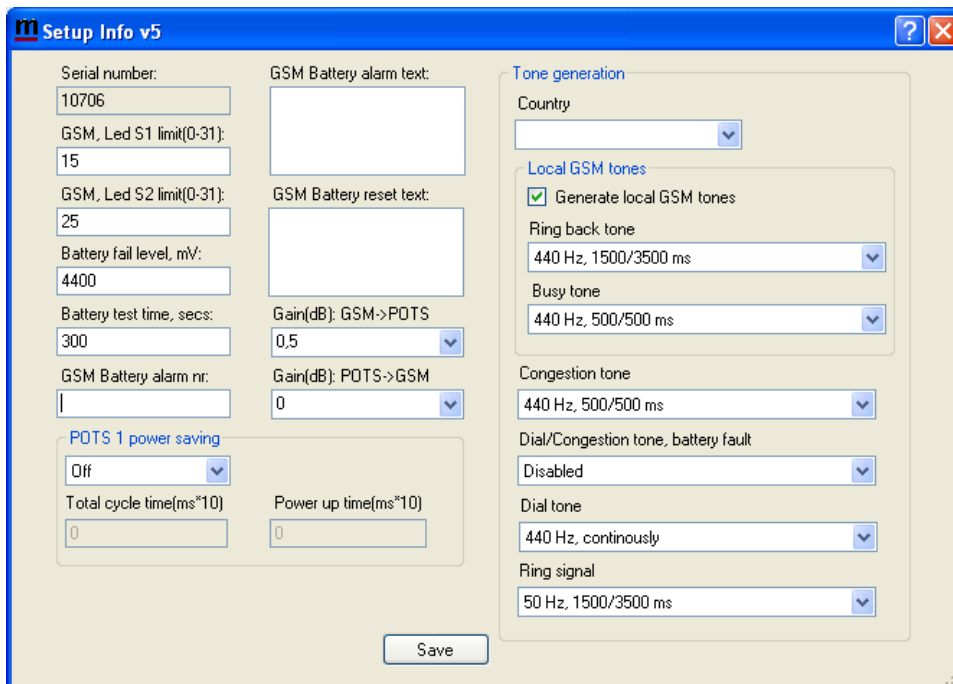 m Setup Info v5
Serial number:
10706
GSM, Led S1 limit(0-31):
15
GSM, Led S2 limit(0-31):
25
Battery fail level, mV:
4400
Battery test time, secs:
300
GSM Battery alarm nr:
GSM Battery alarm text:
GSM Battery reset text:
Gain(dB): GSM->POTS
0,5
Gain(dB): POTS->GSM
0
POTS 1 power saving
Off
Total cycle time(ms*10)
0
Power up time(ms*10)
0
Tone generation
Country
Local GSM tones
Generate local GSM tones
Ring back tone
440 Hz, 1500/3500 ms
Busy tone
440 Hz, 500/500 ms
Congestion tone
440 Hz, 500/500 ms
Dial/Congestion tone, battery fault
Disabled
Dial tone
440 Hz, continously
Ring signal
50 Hz, 1500/3500 ms
Save